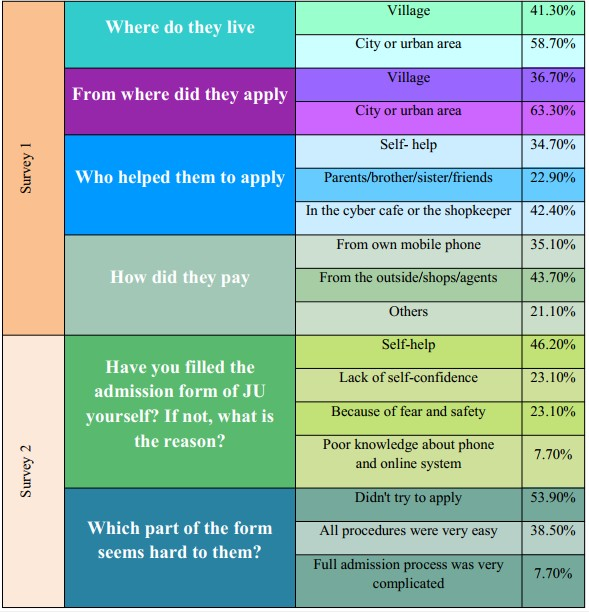 Survey 1
Where do they live
Village 41.30%
City or urban area 58.70%
From where did they apply
Village 36.70%
City or urban area 63.30%
Who helped them to apply
Self- help 34.70%
Parents/brother/sister/friends 22.90%
In the cyber cafe or the shopkeeper 42.40%
How did they pay
From own mobile phone 35.10%
From the outside/shops/agents 43.70%
Others 21.10%
Survey 2
Have you filled the
admission form of JU
yourself? If not, what is
the reason?
Self-help 46.20%
Lack of self-confidence 23.10%
Because of fear and safety 23.10%
Poor knowledge about phone
and online system 7.70%
Which part of the form
seems hard to them?
Didn't try to apply 53.90%
All procedures were very easy 38.50%
Full admission process was very
complicated 7.70%